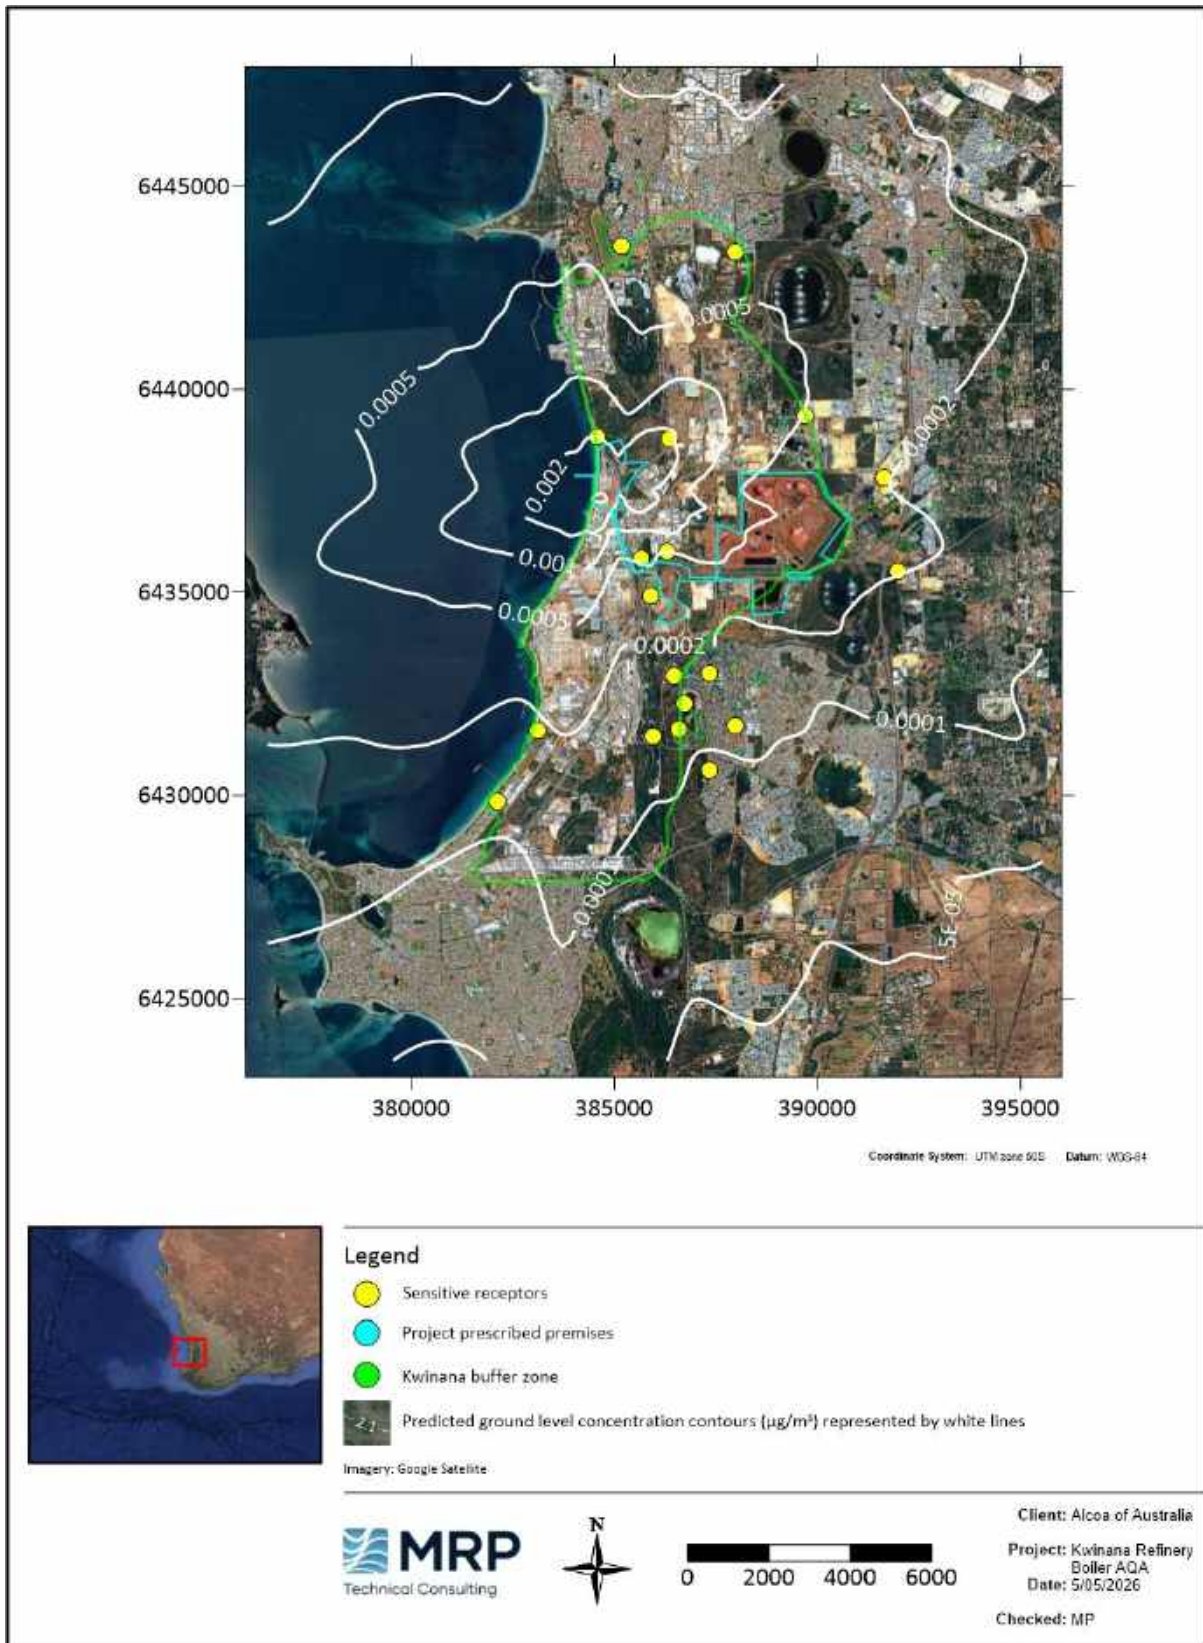 6445000
6440000
6435000
6430000
6425000
380000
385000
390000
395000
0.0005
0.0005
0.0002
0.002
0.0005
0.0002
0.0001
5E-05
Coordinate System: UTM zone 50S Datum: WGS-84
Legend
Sensitive receptors
Project prescribed premises
Kwinana buffer zone
2.1
Predicted ground level concentration contours (µg/m³) represented by white lines
Imagery: Google Satellite
MRP
Technical Consulting
N
0 2000 4000 6000
Client: Alcoa of Australia
Project: Kwinana Refinery
Boiler AQA
Date: 5/05/2026
Checked: MP